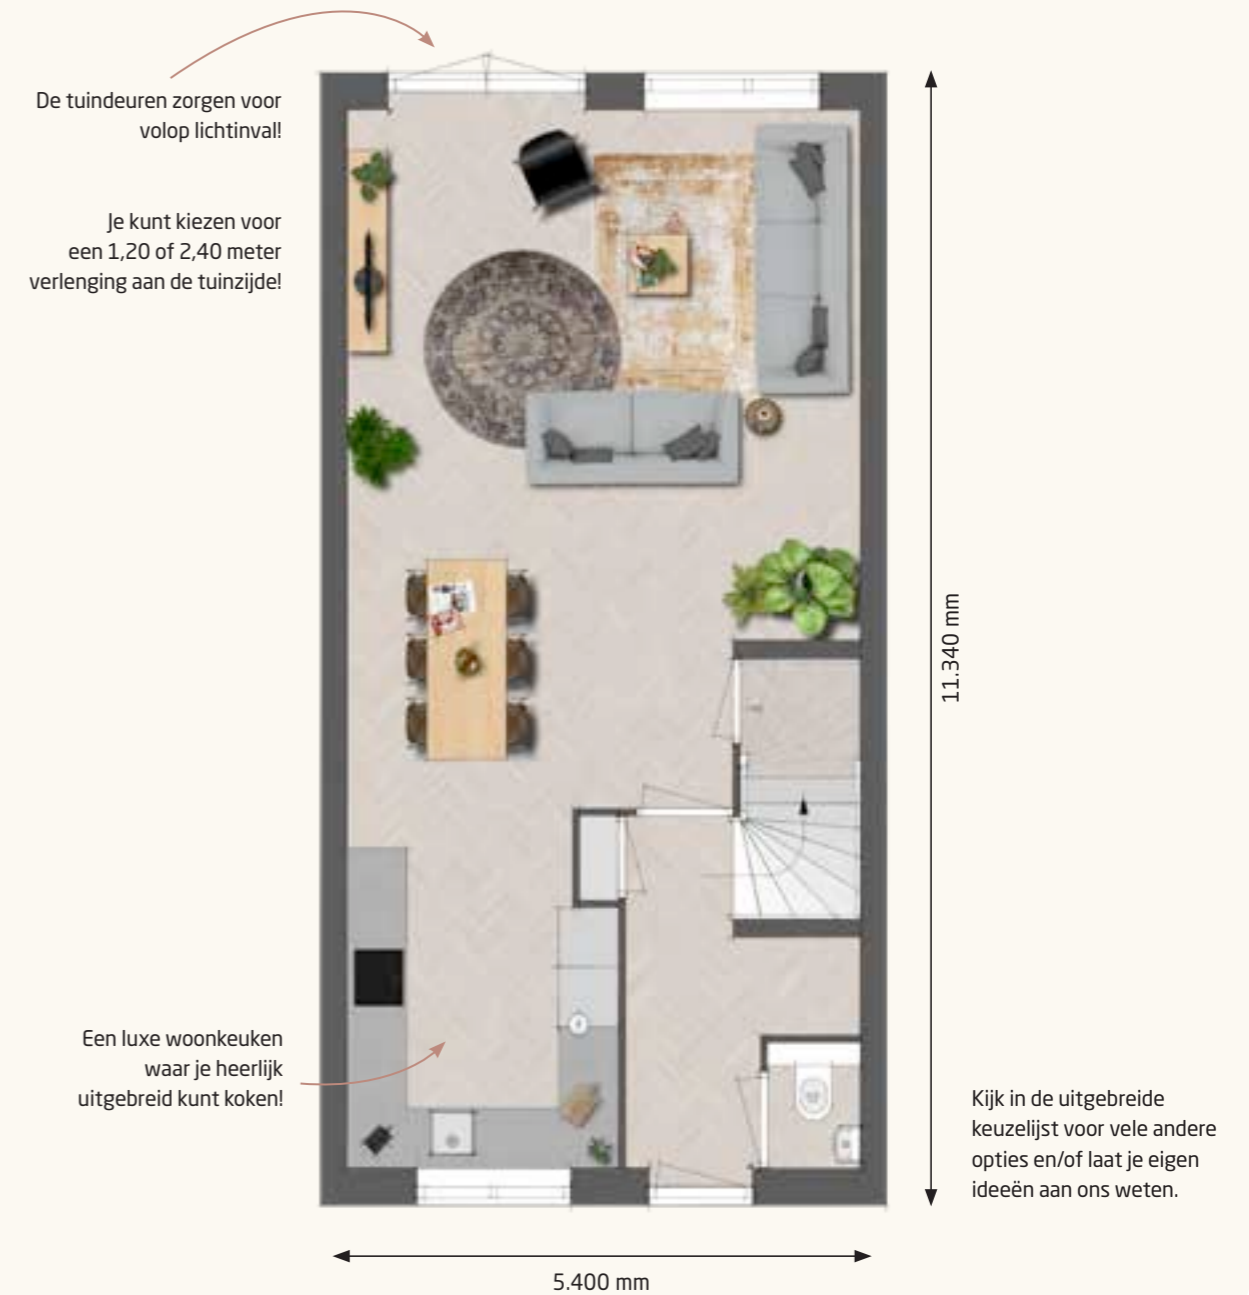 De tuindeuren zorgen voor
volop lichtinval!
Je kunt kiezen voor
een 1,20 of 2,40 meter
verlenging aan de tuinzijde!
11.340 mm
Een luxe woonkeuken
waar je heerlijk
uitgebreid kunt koken!
Kijk in de uitgebreide
keuzelijst voor vele andere
opties en/of laat je eigen
ideeën aan ons weten.
5.400 mm